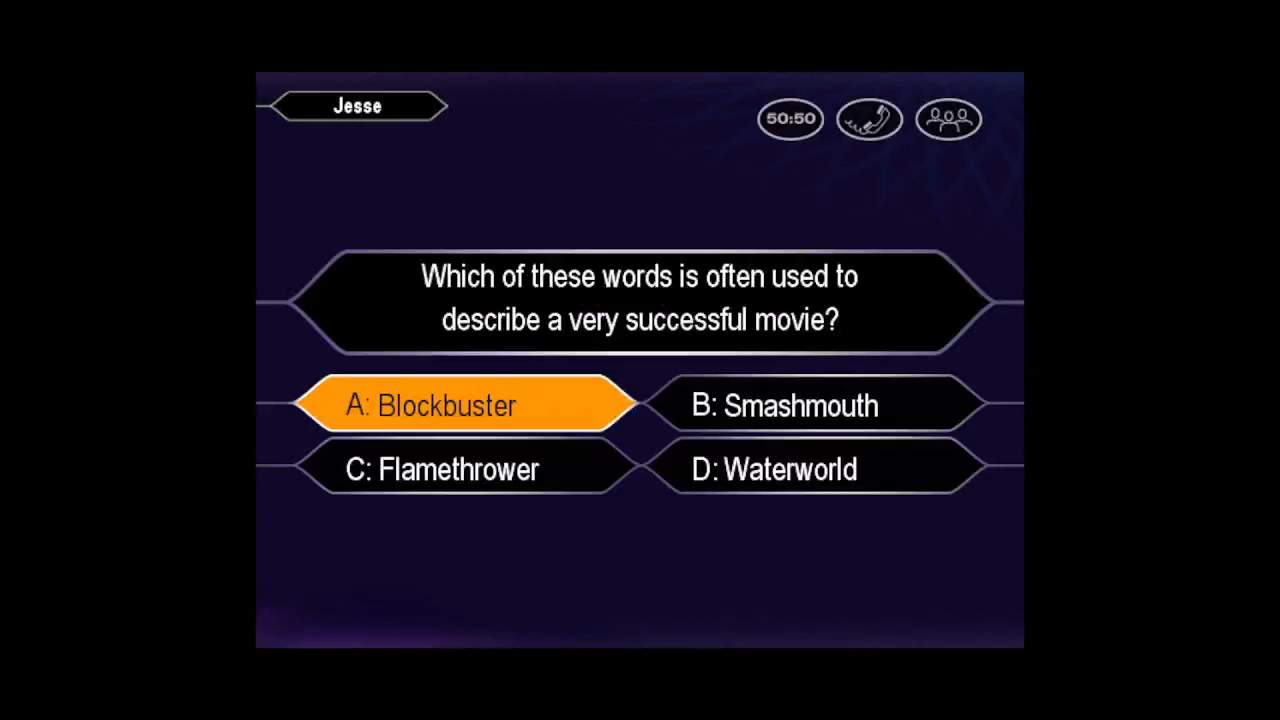 Jesse
50:50
Which of these words is often used to
describe a very successful movie?
A: Blockbuster
B: Smashmouth
C: Flamethrower
D: Waterworld